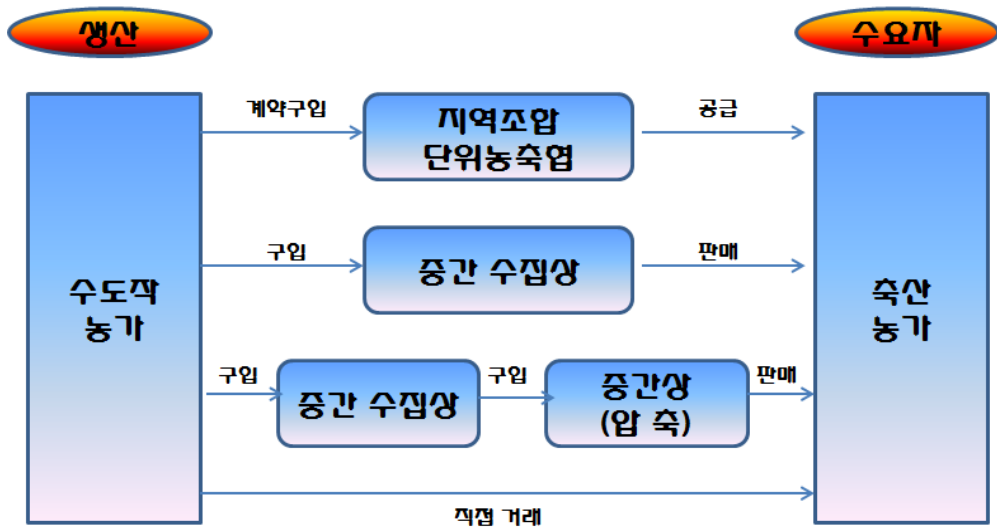 생산
수요자
계약구입
지역조합
단위농축협
공급
구입
중간 수집상
판매
수도작
농가
축산
농가
구입
중간 수집상
구입
중간상
(압 축)
판매
직접 거래